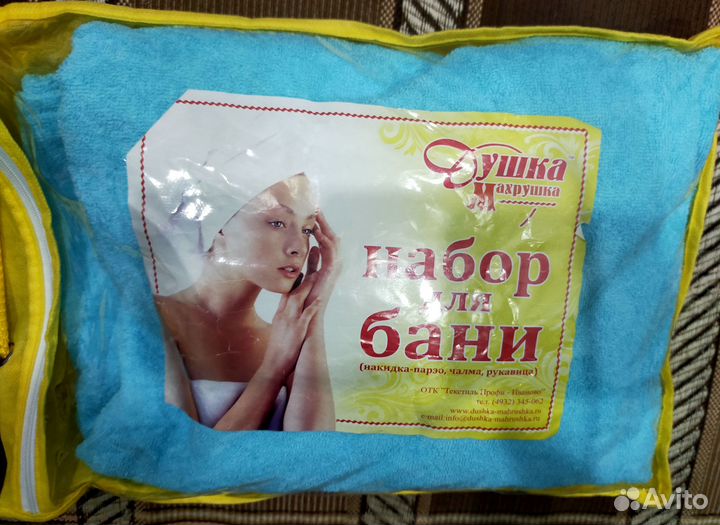 Душка
Махрушка
набор
для
бани
(накидка-парэо, чалма, рукавица)
ОТК "Текстиль Профи - Иваново"
тел. (4932) 345-062
www.dushka-mahrushka.ru
e-mail:info@dushka-mahrushka.ru
Avito